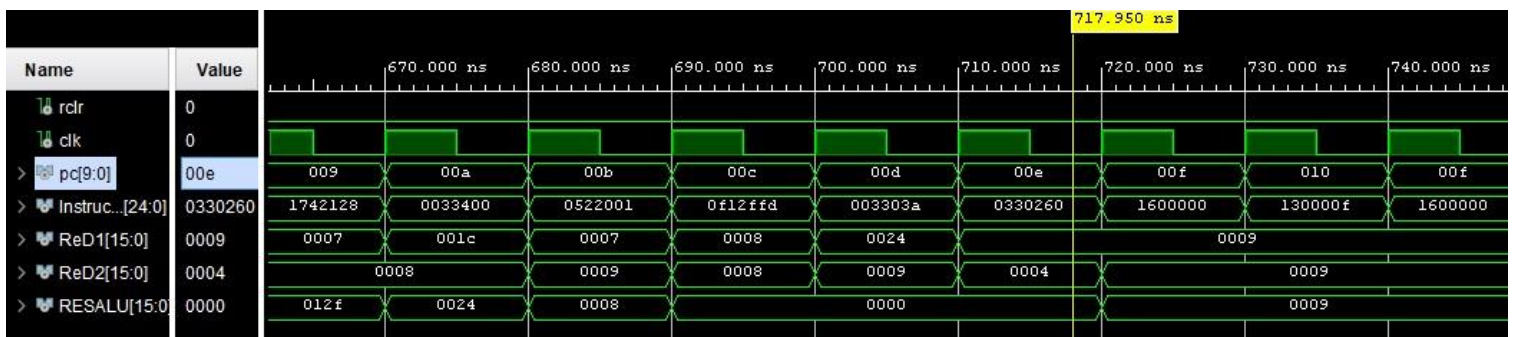 717.950 ns
Name Value 670.000 ns 680.000 ns 690.000 ns 700.000 ns 710.000 ns 720.000 ns 730.000 ns 740.000 ns
rclr 0
clk 0
pc[9:0] 00e 009 00a 00b 00c 00d 00e 00f 010 00f
Instruc...[24:0] 0330260 1742128 0033400 0522001 0f12ffd 003303a 0330260 1600000 130000f 1600000
ReD1[15:0] 0009 0007 001c 0007 0008 0024 0009
ReD2[15:0] 0004 0008 0009 0008 0009 0004 0009
RESALU[15:0] 0000 012f 0024 0008 0000 0009